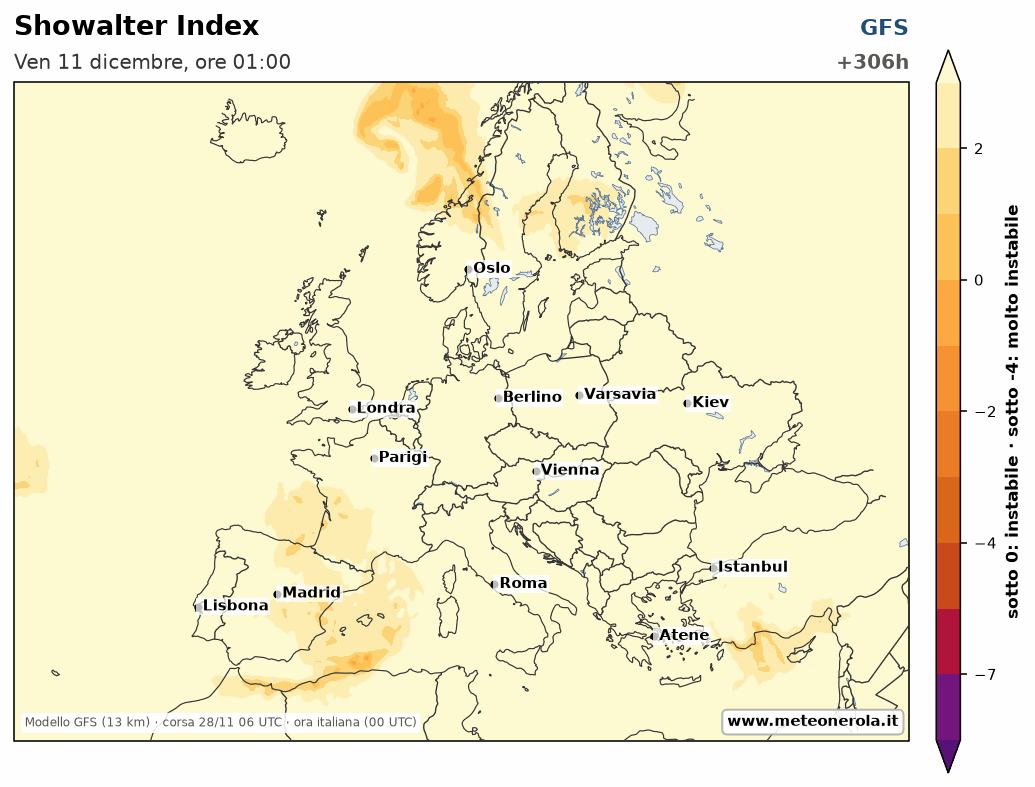 Showalter Index
GFS
Ven 11 dicembre, ore 01:00
+306h
Oslo
Londra
Berlino
Varsavia
Kiev
Parigi
Vienna
Istanbul
Roma
Madrid
Lisbona
Atene
Modello GFS (13 km) · corsa 28/11 06 UTC · ora italiana (00 UTC)
www.meteonerola.it
2
0
−2
−4
−7
sotto 0: instabile · sotto -4: molto instabile